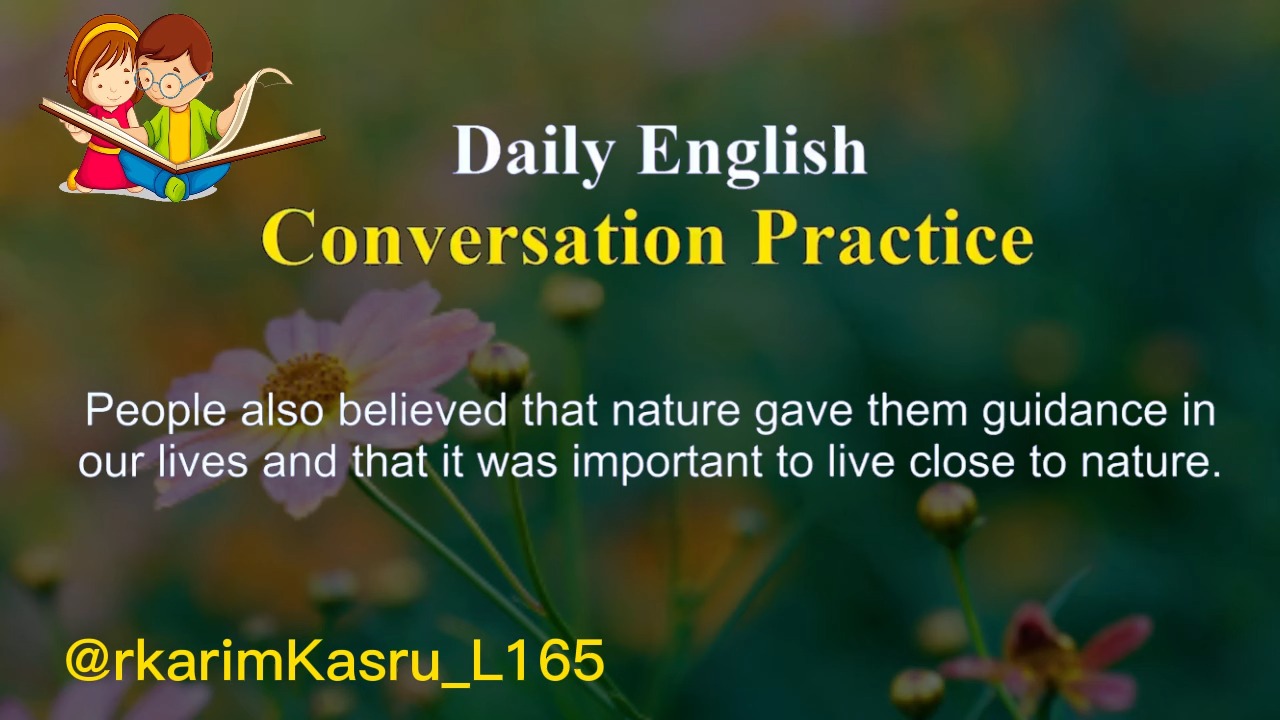 Daily English
Conversation Practice
People also believed that nature gave them guidance in
our lives and that it was important to live close to nature.
@rkarimKasru_L165